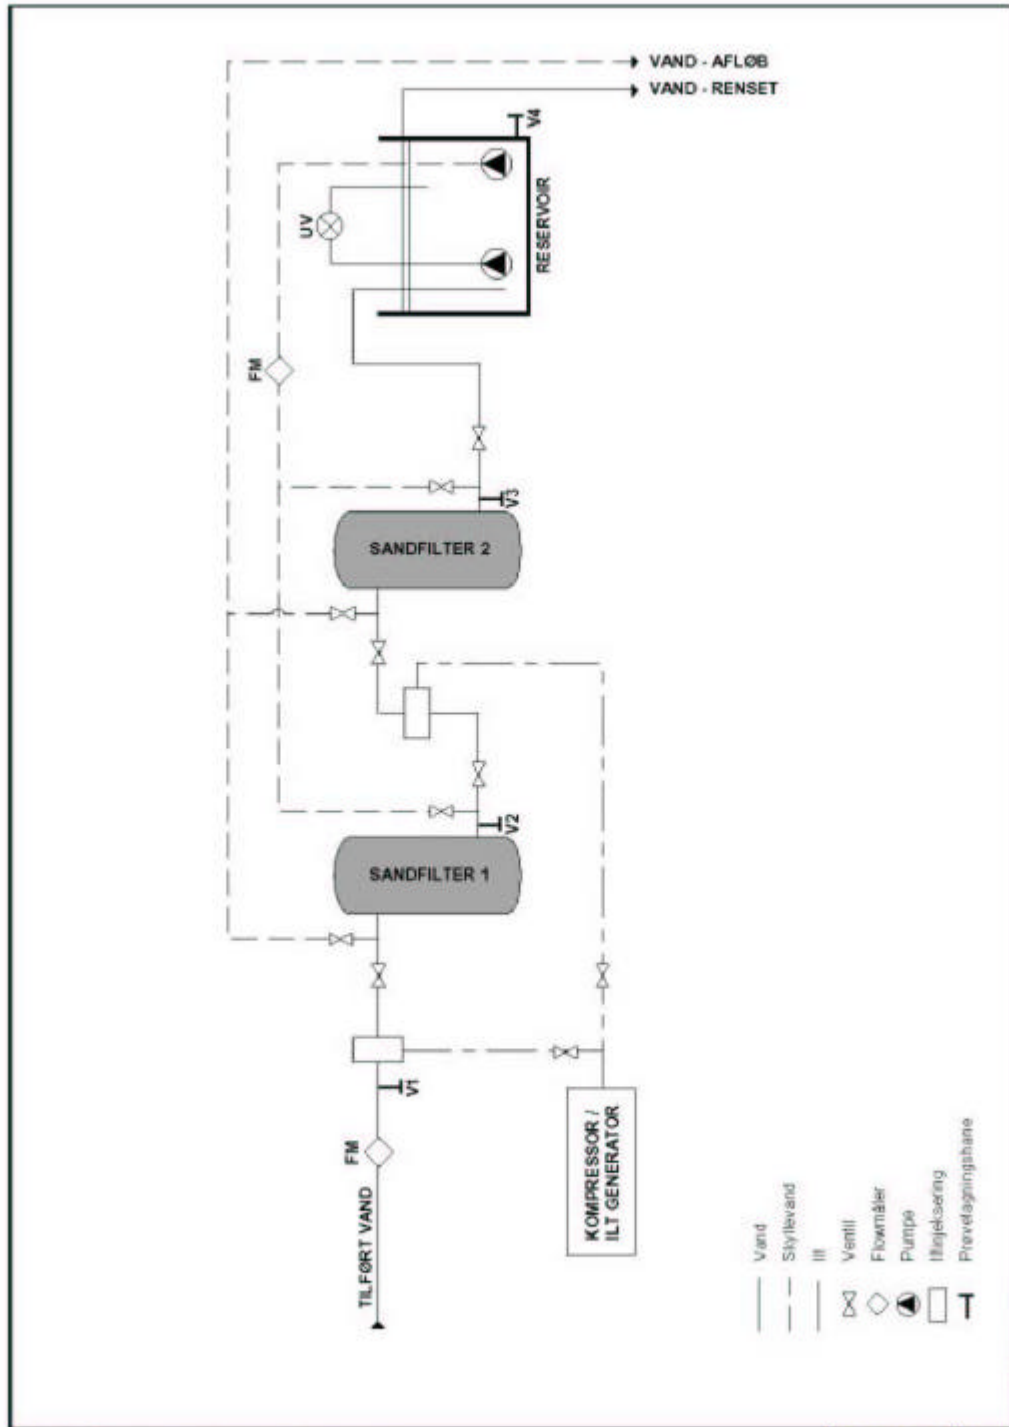 VAND - AFLØB
VAND - RENSET
V4
UV
RESERVOIR
FM
V3
SANDFILTER 2
V2
SANDFILTER 1
V1
FM
TILFØRT VAND
KOMPRESSOR /
ILT GENERATOR
Vand
Skyllevand
Ilt
Ventil
Flowmåler
Pumpe
Iltinjeksering
Prøvetagningshane